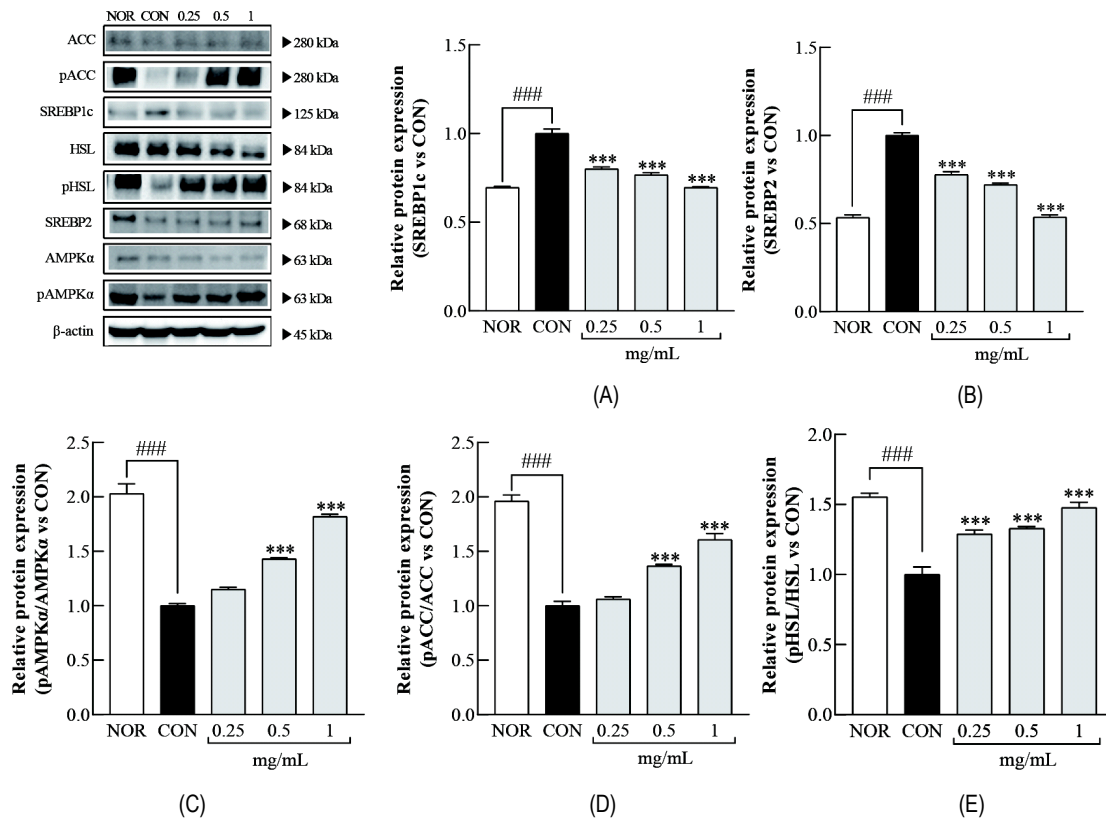 NOR CON 0.25 0.5 1
ACC ▶280 kDa
pACC ▶280 kDa
SREBP1c ▶125 kDa
HSL ▶84 kDa
pHSL ▶84 kDa
SREBP2 ▶68 kDa
AMPKα ▶63 kDa
pAMPKα ▶63 kDa
β-actin ▶45 kDa
Relative protein expression
(SREBP1c vs CON)
1.5
1.0
0.5
0.0
###
*** *** ***
NOR CON 0.25 0.5 1
mg/mL
(A)
Relative protein expression
(SREBP2 vs CON)
1.5
1.0
0.5
0.0
###
*** *** ***
NOR CON 0.25 0.5 1
mg/mL
(B)
Relative protein expression
(pAMPKα/AMPKα vs CON)
2.5
2.0
1.5
1.0
0.5
0.0
###
*** ***
NOR CON 0.25 0.5 1
mg/mL
(C)
Relative protein expression
(pACC/ACC vs CON)
2.5
2.0
1.5
1.0
0.5
0.0
###
*** ***
NOR CON 0.25 0.5 1
mg/mL
(D)
Relative protein expression
(pHSL/HSL vs CON)
2.0
1.5
1.0
0.5
0.0
###
*** *** ***
NOR CON 0.25 0.5 1
mg/mL
(E)